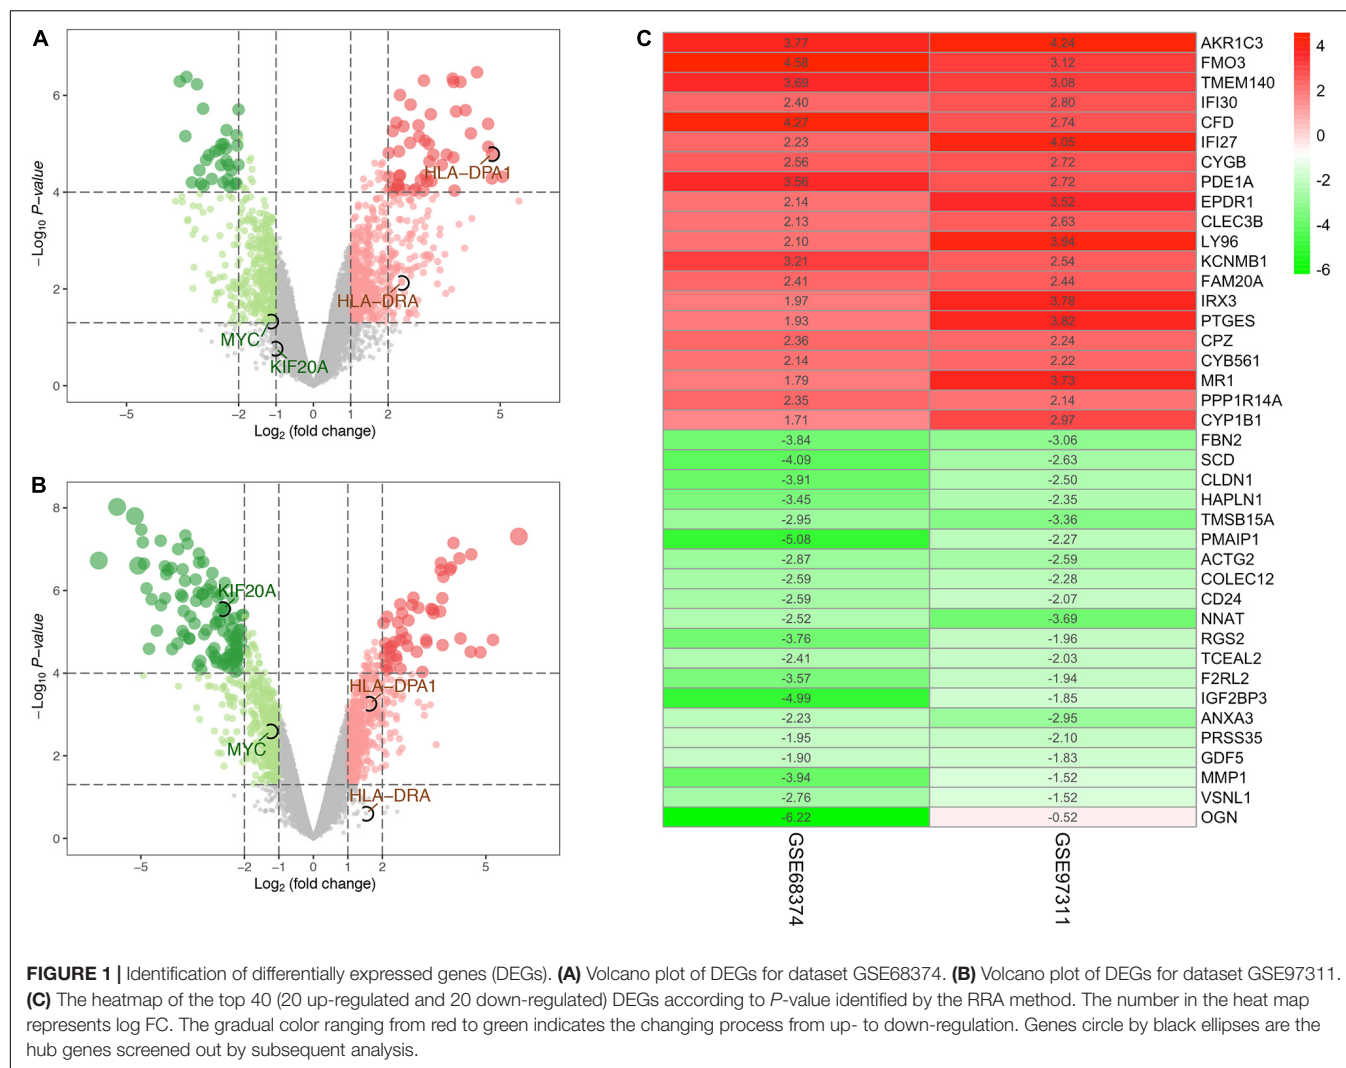 A
6
4
2
0
−Log10 P−value
HLA−DPA1
HLA−DRA
MYC
KIF20A
−5 −2 −1 0 1 2 5
Log2 (fold change)
B
8
6
4
2
0
−Log10 P−value
KIF20A
HLA−DPA1
MYC
HLA−DRA
−5 −2 −1 0 1 2 5
Log2 (fold change)
C
3.77 4.24 AKR1C3
4.58 3.12 FMO3
3.69 3.08 TMEM140
2.40 2.80 IFI30
4.27 2.74 CFD
2.23 4.05 IFI27
2.56 2.72 CYGB
3.56 2.72 PDE1A
2.14 3.52 EPDR1
2.13 2.63 CLEC3B
2.10 3.94 LY96
3.21 2.54 KCNMB1
2.41 2.44 FAM20A
1.97 3.78 IRX3
1.93 3.82 PTGES
2.36 2.24 CPZ
2.14 2.22 CYB561
1.79 3.73 MR1
2.35 2.14 PPP1R14A
1.71 2.97 CYP1B1
-3.84 -3.06 FBN2
-4.09 -2.63 SCD
-3.91 -2.50 CLDN1
-3.45 -2.35 HAPLN1
-2.95 -3.36 TMSB15A
-5.08 -2.27 PMAIP1
-2.87 -2.59 ACTG2
-2.59 -2.28 COLEC12
-2.59 -2.07 CD24
-2.52 -3.69 NNAT
-3.76 -1.96 RGS2
-2.41 -2.03 TCEAL2
-3.57 -1.94 F2RL2
-4.99 -1.85 IGF2BP3
-2.23 -2.95 ANXA3
-1.95 -2.10 PRSS35
-1.90 -1.83 GDF5
-3.94 -1.52 MMP1
-2.76 -1.52 VSNL1
-6.22 -0.52 OGN
GSE68374
GSE97311
4
2
0
-2
-4
-6
FIGURE 1 | Identification of differentially expressed genes (DEGs). (A) Volcano plot of DEGs for dataset GSE68374. (B) Volcano plot of DEGs for dataset GSE97311.
(C) The heatmap of the top 40 (20 up-regulated and 20 down-regulated) DEGs according to P-value identified by the RRA method. The number in the heat map
represents log FC. The gradual color ranging from red to green indicates the changing process from up- to down-regulation. Genes circle by black ellipses are the
hub genes screened out by subsequent analysis.